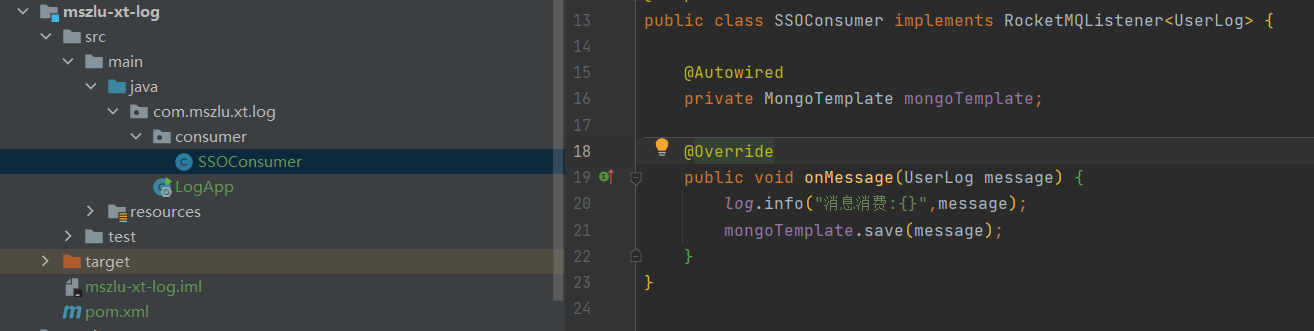 mszlu-xt-log
src
main
java
com.mszlu.xt.log
consumer
SSOConsumer
LogApp
resources
test
target
mszlu-xt-log.iml
pom.xml
13 public class SSOConsumer implements RocketMQListener<UserLog> {
14
15 @Autowired
16 private MongoTemplate mongoTemplate;
17
18 @Override
19 public void onMessage(UserLog message) {
20 log.info("消息消费:{}",message);
21 mongoTemplate.save(message);
22 }
23 }
24